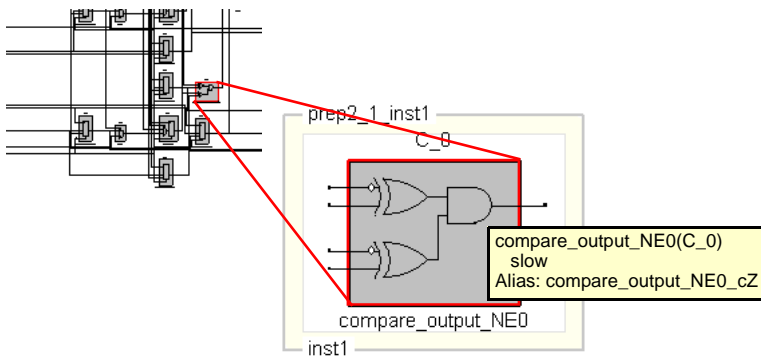 prep2_1_inst1
C_0
compare_output_NE0(C_0)
slow
Alias: compare_output_NE0_cZ
compare_output_NE0
inst1